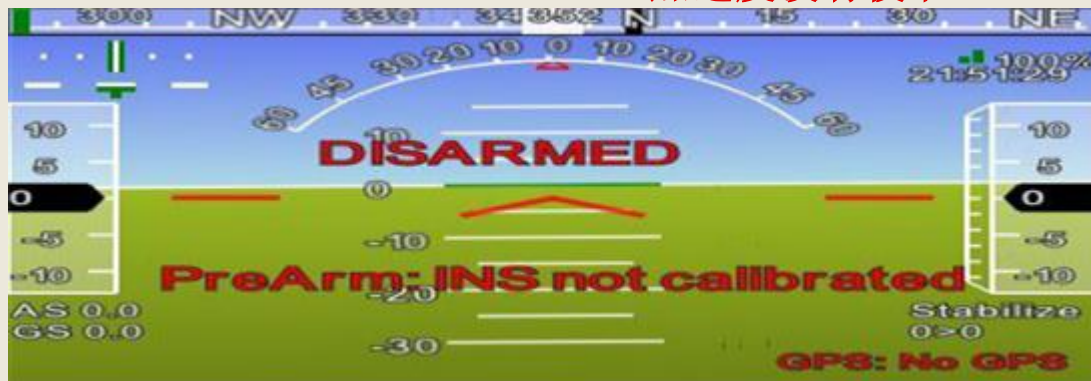 300 NW 330 34 352 N 15 30 NE
60 45 30 20 10 0 10 20 30 45 60
100%
21:51:29
10 10 10
DISARMED
5 5
0 0 0
-5 -5
-10
-10 -10
PreArm: INS not calibrated
-20
AS 0.0 Stabilize
GS 0.0 0>0
-30
GPS: No GPS